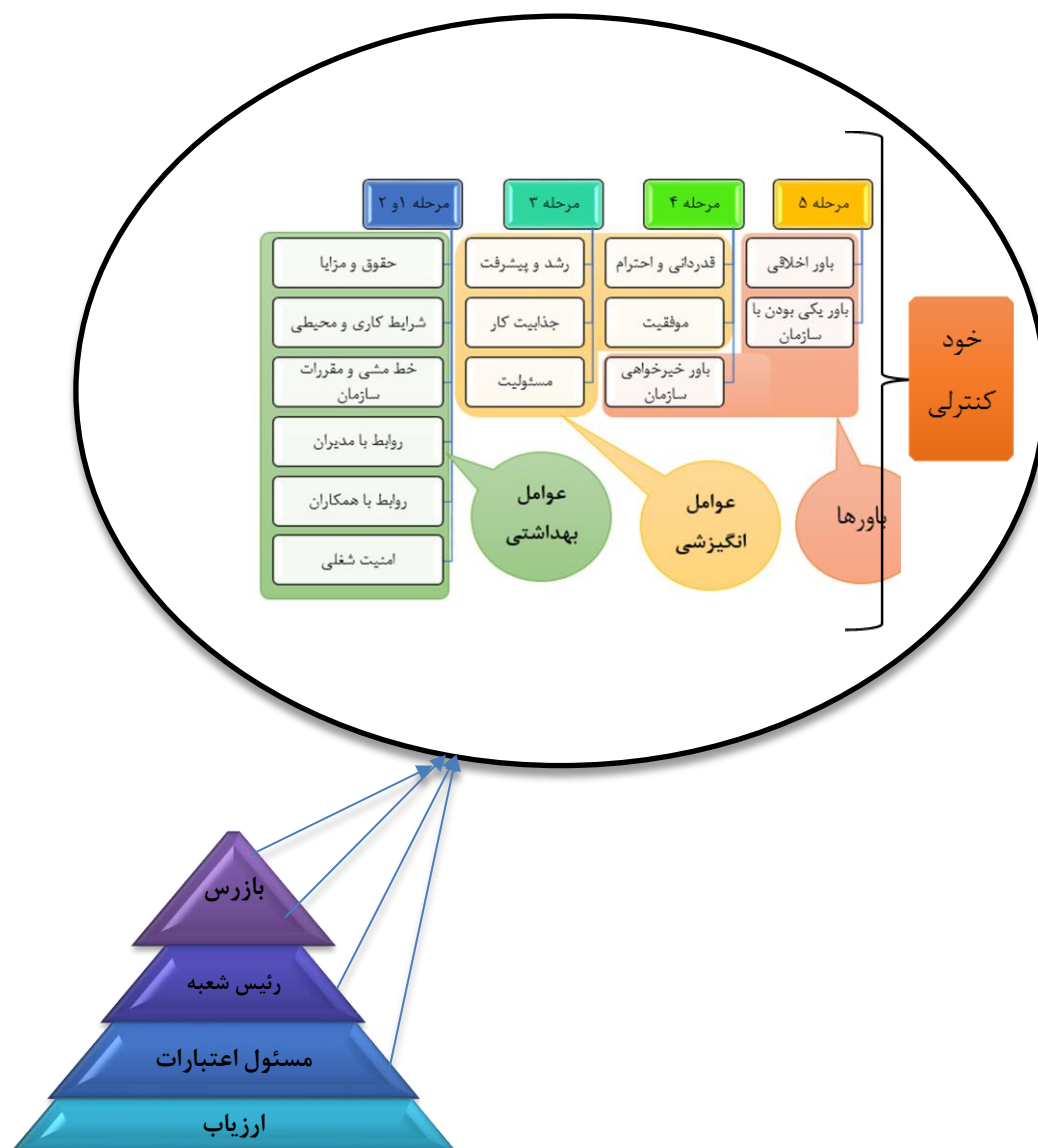 مرحله ۵
باور اخلاقی
باور یکی بودن با
سازمان
مرحله ۴
قدردانی و احترام
موفقیت
باور خیرخواهی
سازمان
مرحله ۳
رشد و پیشرفت
جذابیت کار
مسئولیت
مرحله ۱و ۲
حقوق و مزایا
شرایط کاری و محیطی
خط مشی و مقررات
سازمان
روابط با مدیران
روابط با همکاران
امنیت شغلی
خود
کنترلی
باورها
عوامل
انگیزشی
عوامل
بهداشتی
بازرس
رئیس شعبه
مسئول اعتبارات
ارزیاب